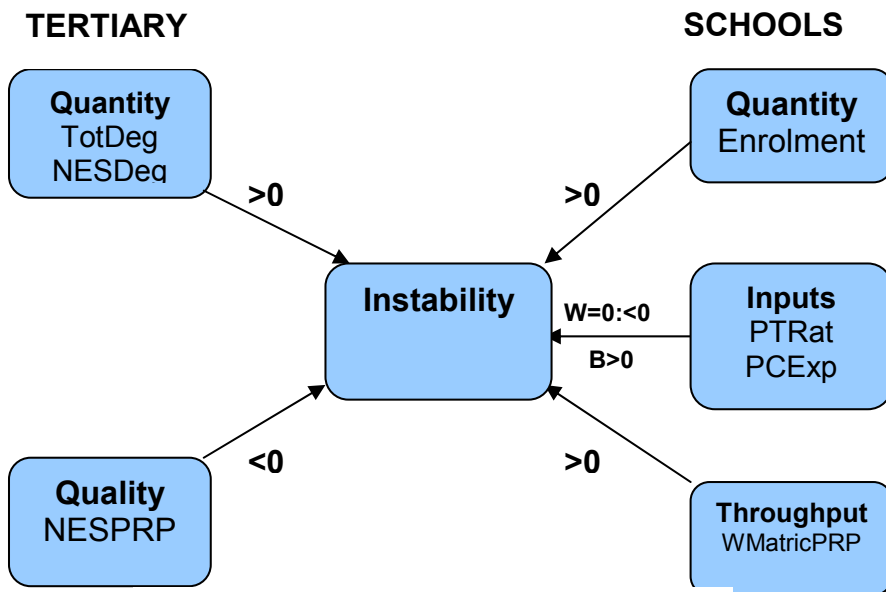 TERTIARY
SCHOOLS
Quantity
TotDeg
NESDeg
Quantity
Enrolment
>0
>0
Instability
W=0:<0
B>0
Inputs
PTRat
PCExp
<0
>0
Quality
NESPRP
Throughput
WMatricPRP